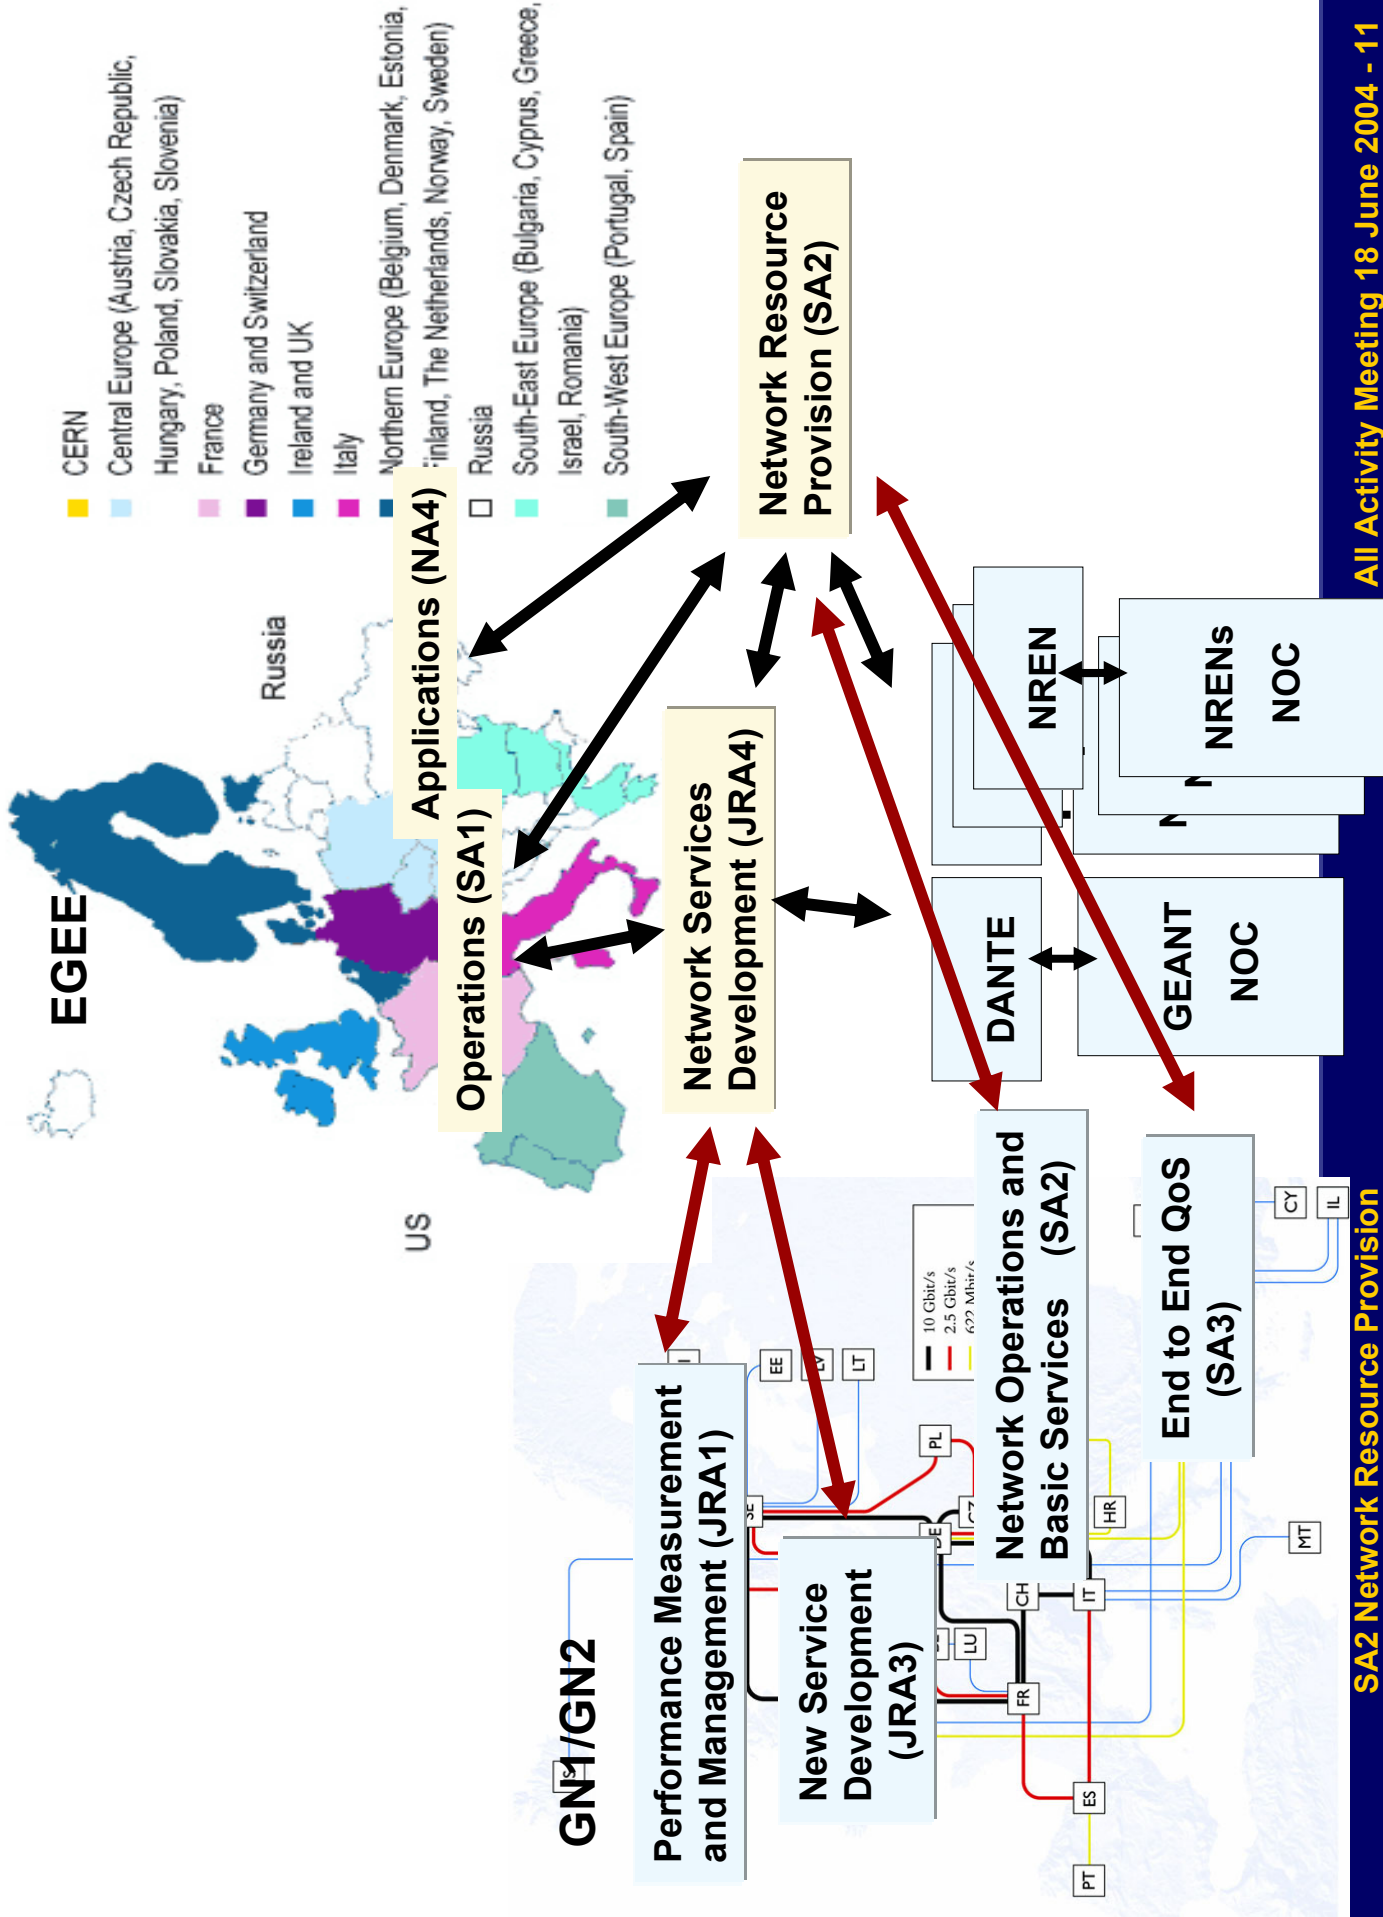 EGEE
Russia
US
CERN
Central Europe (Austria, Czech Republic,
Hungary, Poland, Slovakia, Slovenia)
France
Germany and Switzerland
Ireland and UK
Italy
Northern Europe (Belgium, Denmark, Estonia,
Finland, The Netherlands, Norway, Sweden)
Russia
South-East Europe (Bulgaria, Cyprus, Greece,
Israel, Romania)
South-West Europe (Portugal, Spain)
Applications (NA4)
Operations (SA1)
GN1/GN2
Performance Measurement
and Management (JRA1)
Network Services
Development (JRA4)
Network Resource
Provision (SA2)
New Service
Development
(JRA3)
EE
LV
LT
SE
PL
10 Gbit/s
2.5 Gbit/s
622 Mbit/s
DE
CZ
LU
Network Operations and
Basic Services (SA2)
DANTE
NREN
FR
CH
IT
HR
ES
PT
End to End QoS
(SA3)
GEANT
NOC
NRENs
NOC
CY
IL
MT
SA2 Network Resource Provision
All Activity Meeting 18 June 2004 - 11